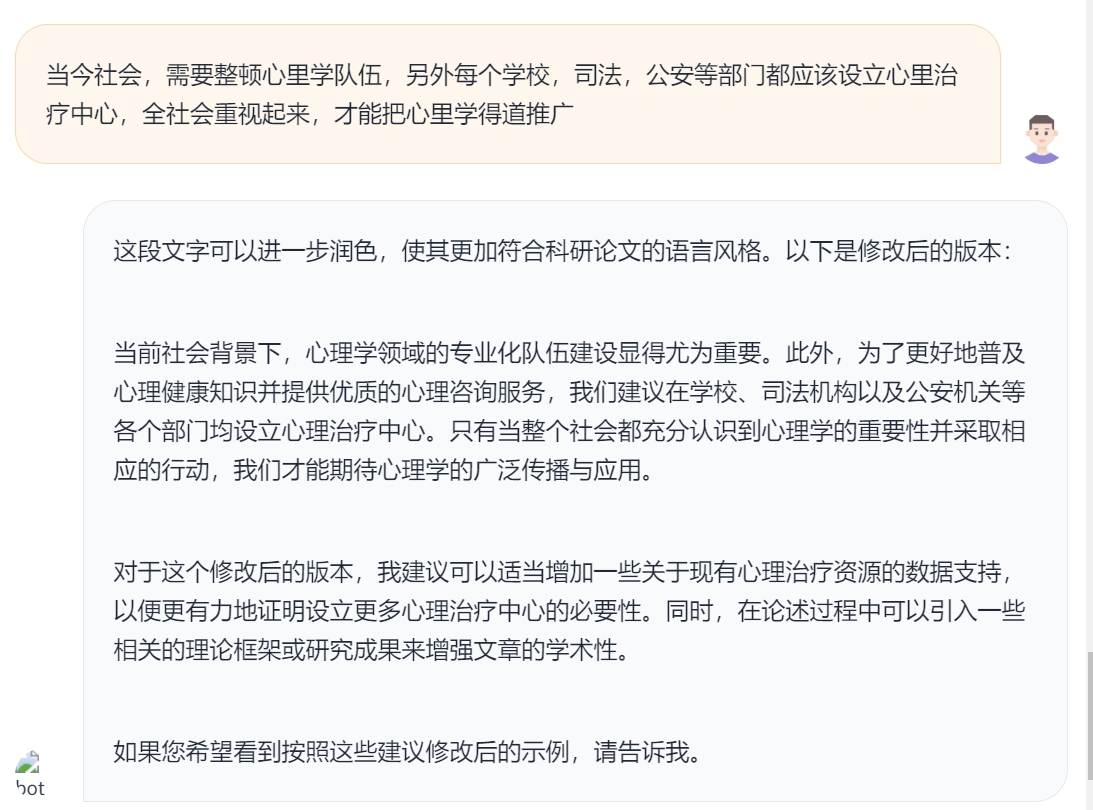 当今社会，需要整顿心里学队伍，另外每个学校，司法，公安等部门都应该设立心里治
疗中心，全社会重视起来，才能把心里学得道推广
这段文字可以进一步润色，使其更加符合科研论文的语言风格。以下是修改后的版本：
当前社会背景下，心理学领域的专业化队伍建设显得尤为重要。此外，为了更好地普及
心理健康知识并提供优质的心理咨询服务，我们建议在学校、司法机构以及公安机关等
各个部门均设立心理治疗中心。只有当整个社会都充分认识到心理学的重要性并采取相
应的行动，我们才能期待心理学的广泛传播与应用。
对于这个修改后的版本，我建议可以适当增加一些关于现有心理治疗资源的数据支持，
以便更有力地证明设立更多心理治疗中心的必要性。同时，在论述过程中可以引入一些
相关的理论框架或研究成果来增强文章的学术性。
如果您希望看到按照这些建议修改后的示例，请告诉我。
bot